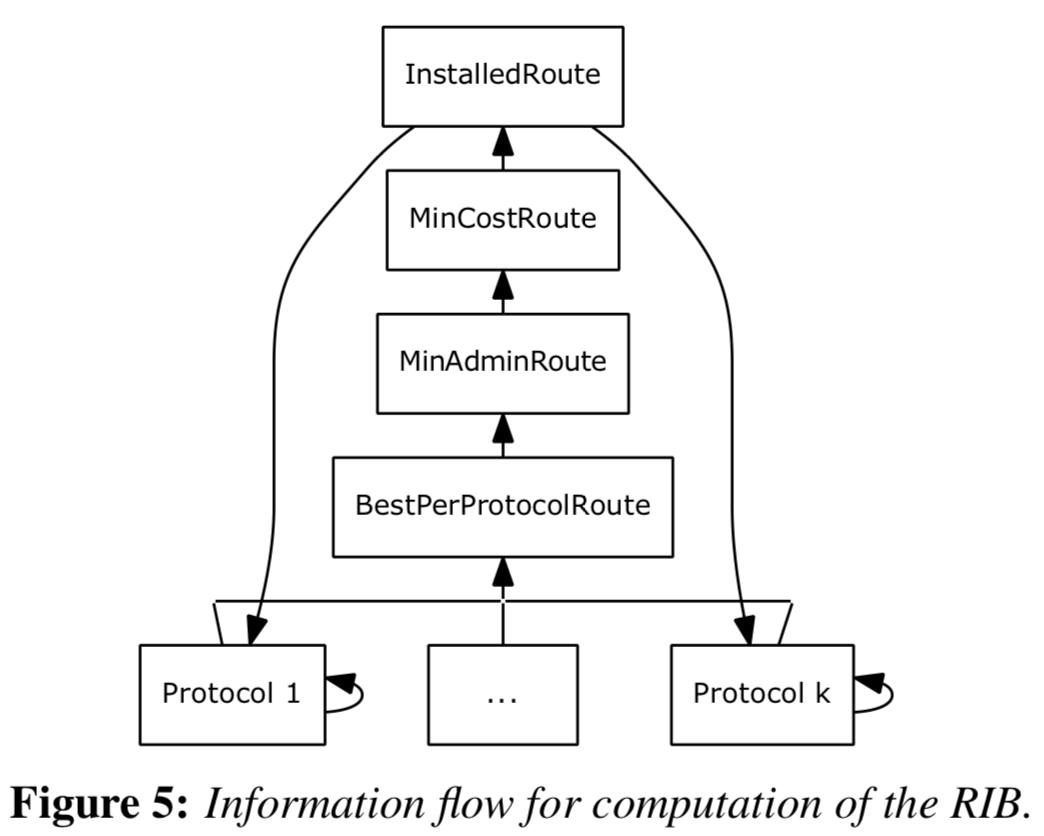 InstalledRoute
MinCostRoute
MinAdminRoute
BestPerProtocolRoute
Protocol 1
...
Protocol k
Figure 5: Information flow for computation of the RIB.